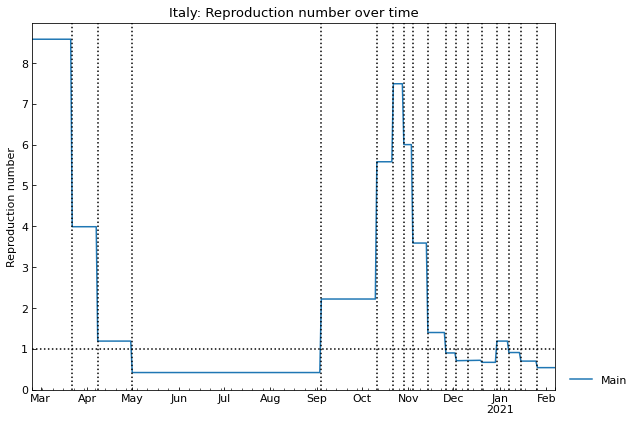 Italy: Reproduction number over time
Reproduction number
8
7
6
5
4
3
2
1
0
Mar Apr May Jun Jul Aug Sep Oct Nov Dec Jan Feb
2021
Main